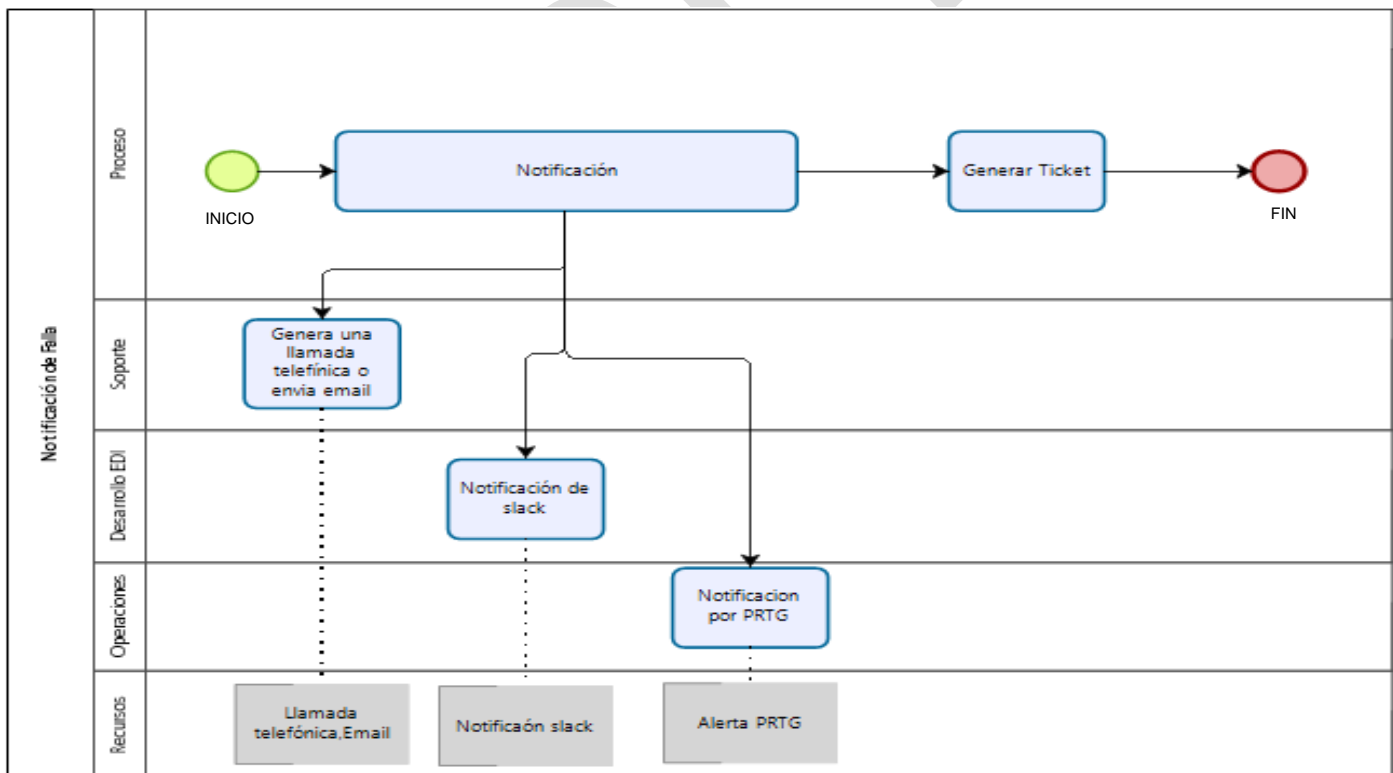 Notificación de Falla
Proceso
INICIO
Notificación
Generar Ticket
FIN
Soporte
Genera una
llamada
telefínica o
envia email
Desarrollo EDI
Notificación de
slack
Operaciones
Notificacion
por PRTG
Recursos
Llamada
telefónica,Email
Notificaón slack
Alerta PRTG